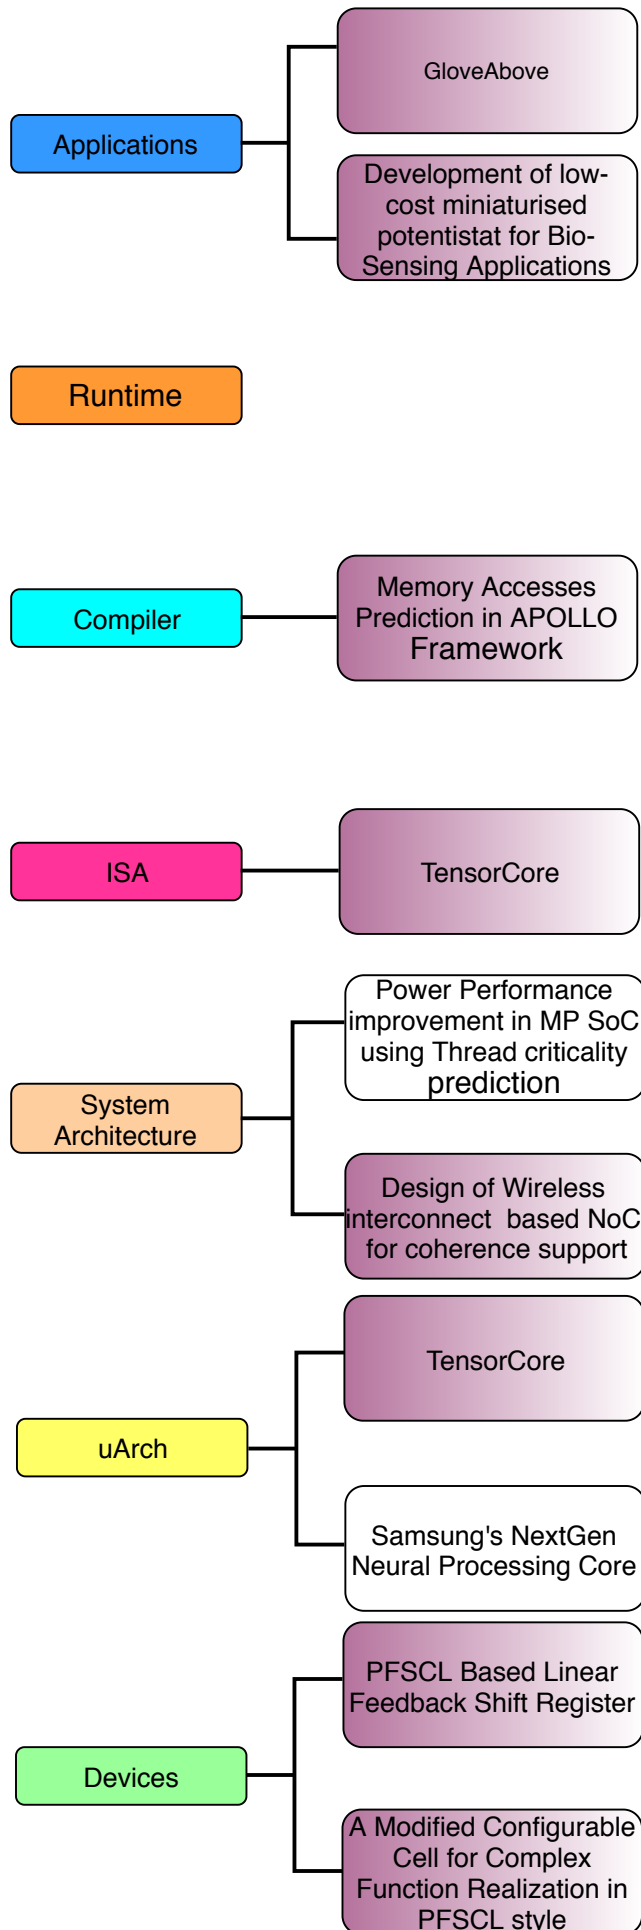 GloveAbove
Applications
Development of low-
cost miniaturised
potentistat for Bio-
Sensing Applications
Runtime
Compiler
Memory Accesses
Prediction in APOLLO
Framework
ISA
TensorCore
System
Architecture
Power Performance
improvement in MP SoC
using Thread criticality
prediction
Design of Wireless
interconnect  based NoC
for coherence support
uArch
TensorCore
Samsung's NextGen
Neural Processing Core
Devices
PFSCL Based Linear
Feedback Shift Register
A Modified Configurable
Cell for Complex
Function Realization in
PFSCL style